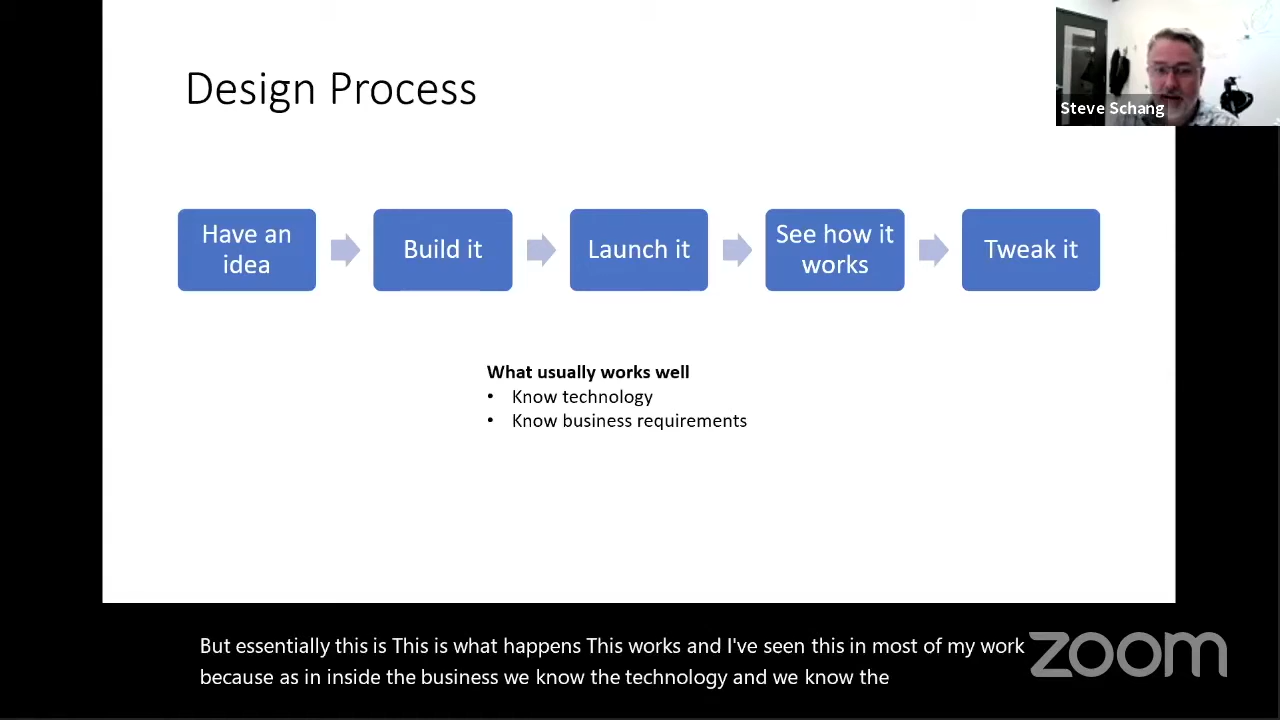 Design Process
Steve Schang
Have an
idea
Build it
Launch it
See how it
works
Tweak it
What usually works well
• Know technology
• Know business requirements
But essentially this is This is what happens This works and I've seen this in most of my work
because as in inside the business we know the technology and we know the
zoom